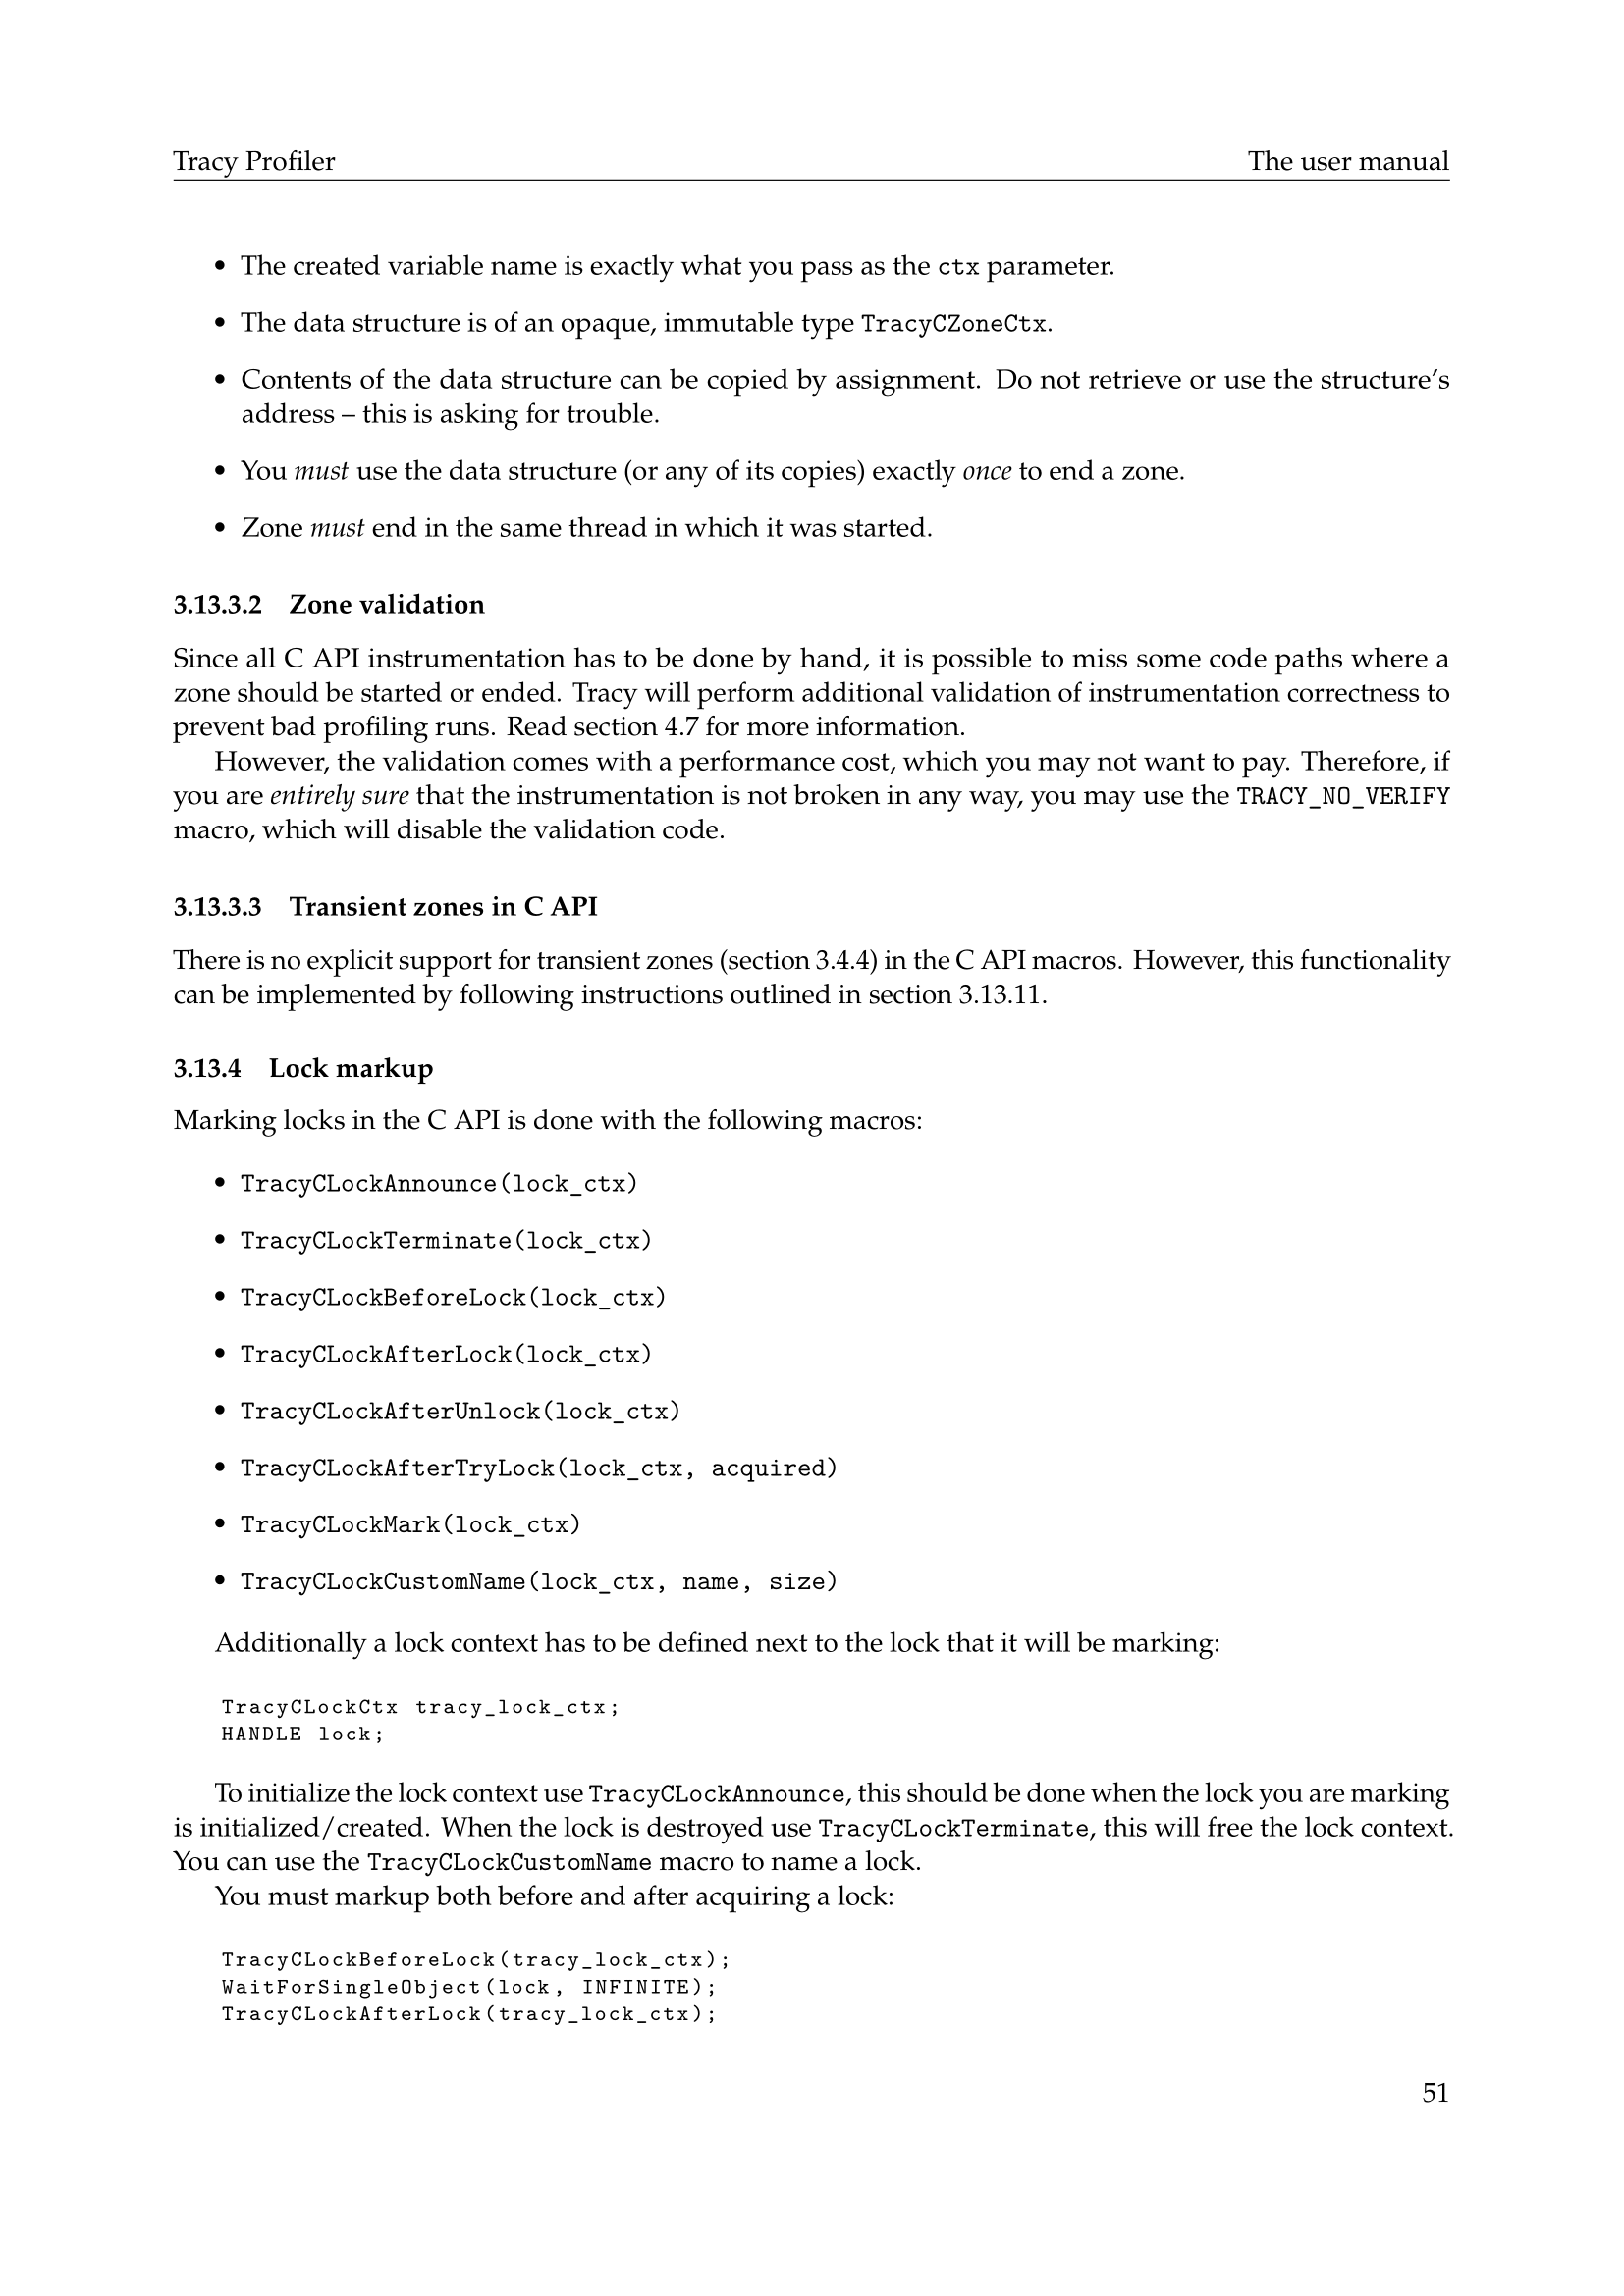 Tracy Profiler
The user manual
• The created variable name is exactly what you pass as the ctx parameter.
• The data structure is of an opaque, immutable type TracyCZoneCtx.
• Contents of the data structure can be copied by assignment. Do not retrieve or use the structure's
address – this is asking for trouble.
• You must use the data structure (or any of its copies) exactly once to end a zone.
• Zone must end in the same thread in which it was started.
3.13.3.2 Zone validation
Since all C API instrumentation has to be done by hand, it is possible to miss some code paths where a
zone should be started or ended. Tracy will perform additional validation of instrumentation correctness to
prevent bad profiling runs. Read section 4.7 for more information.
However, the validation comes with a performance cost, which you may not want to pay. Therefore, if
you are entirely sure that the instrumentation is not broken in any way, you may use the TRACY_NO_VERIFY
macro, which will disable the validation code.
3.13.3.3 Transient zones in C API
There is no explicit support for transient zones (section 3.4.4) in the C API macros. However, this functionality
can be implemented by following instructions outlined in section 3.13.11.
3.13.4 Lock markup
Marking locks in the C API is done with the following macros:
• TracyCLockAnnounce(lock_ctx)
• TracyCLockTerminate(lock_ctx)
• TracyCLockBeforeLock(lock_ctx)
• TracyCLockAfterLock(lock_ctx)
• TracyCLockAfterUnlock(lock_ctx)
• TracyCLockAfterTryLock(lock_ctx, acquired)
• TracyCLockMark(lock_ctx)
• TracyCLockCustomName(lock_ctx, name, size)
Additionally a lock context has to be defined next to the lock that it will be marking:
TracyCLockCtx tracy_lock_ctx;
HANDLE lock;
To initialize the lock context use TracyCLockAnnounce, this should be done when the lock you are marking
is initialized/created. When the lock is destroyed use TracyCLockTerminate, this will free the lock context.
You can use the TracyCLockCustomName macro to name a lock.
You must markup both before and after acquiring a lock:
TracyCLockBeforeLock(tracy_lock_ctx);
WaitForSingleObject(lock, INFINITE);
TracyCLockAfterLock(tracy_lock_ctx);
51